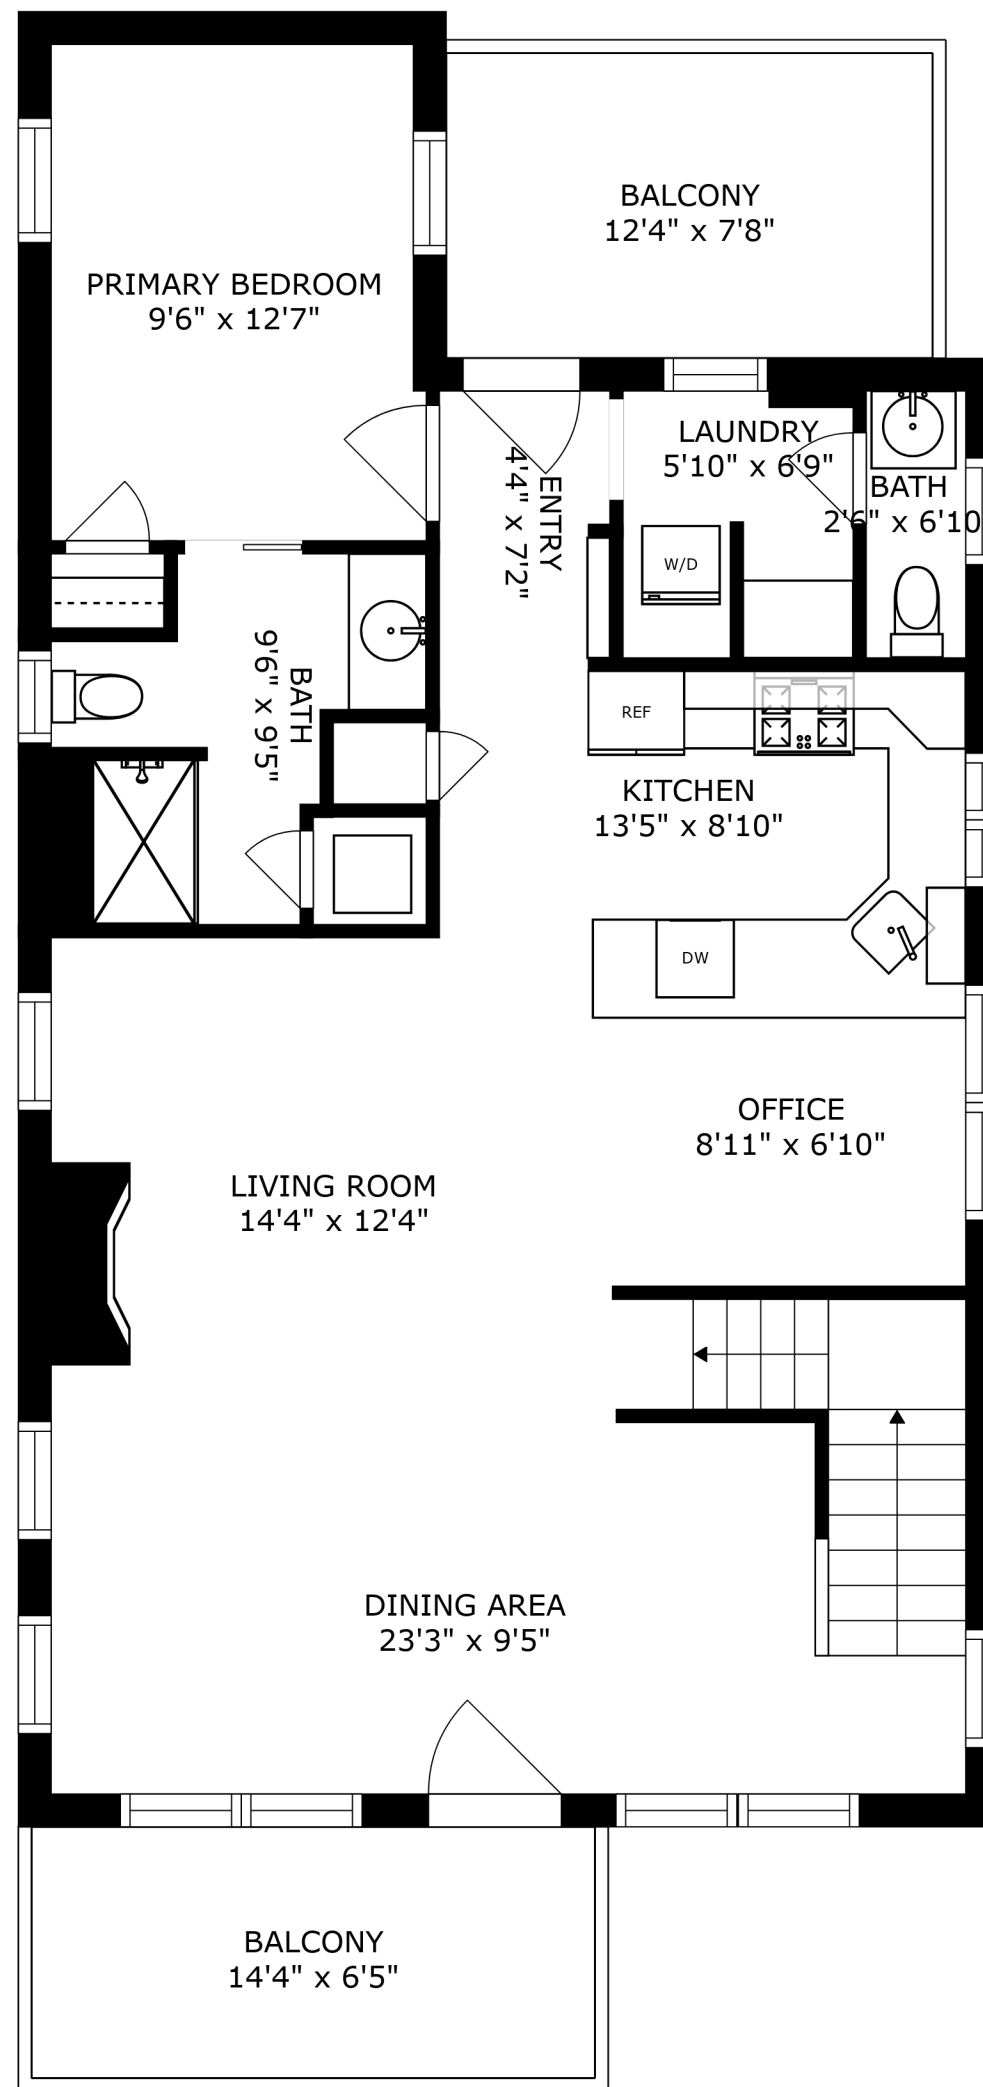 BALCONY
12'4" x 7'8"
PRIMARY BEDROOM
9'6" x 12'7"
LAUNDRY
5'10" x 6'9"
BATH
2'6" x 6'10
ENTRY
4'4" x 7'2"
W/D
BATH
9'6" x 9'5"
REF
KITCHEN
13'5" x 8'10"
DW
OFFICE
8'11" x 6'10"
LIVING ROOM
14'4" x 12'4"
DINING AREA
23'3" x 9'5"
BALCONY
14'4" x 6'5"